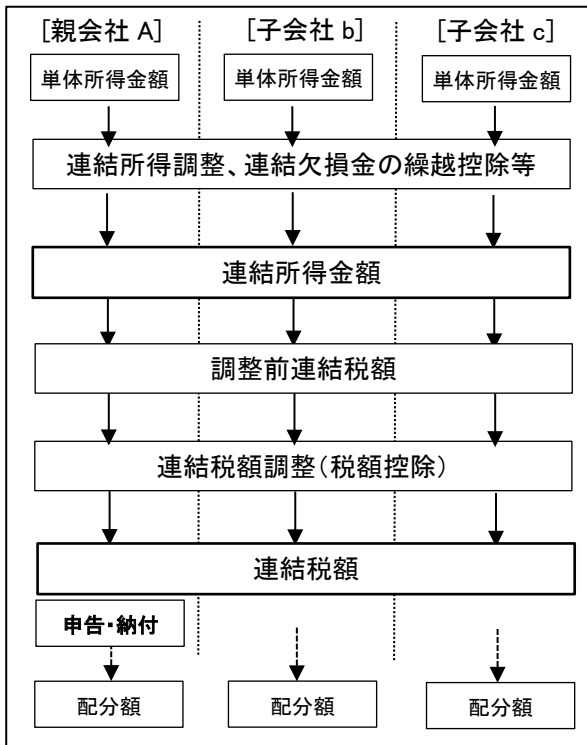 [親会社 A] [子会社 b] [子会社 c]
単体所得金額 単体所得金額 単体所得金額
連結所得調整、連結欠損金の繰越控除等
連結所得金額
調整前連結税額
連結税額調整(税額控除)
連結税額
申告・納付
配分額 配分額 配分額